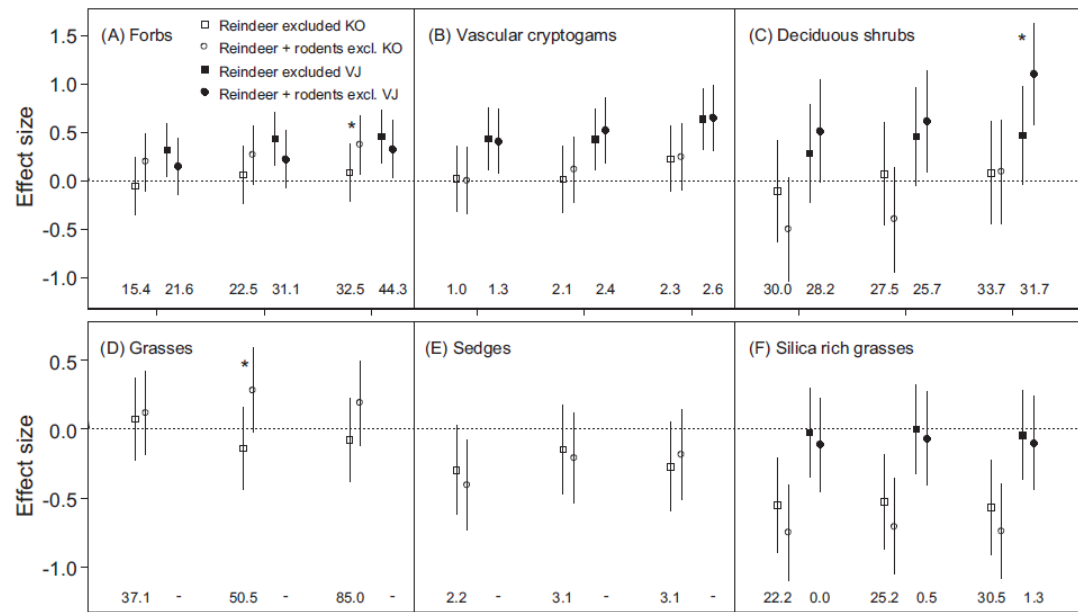 (A) Forbs
Reindeer excluded KO
Reindeer + rodents excl. KO
Reindeer excluded VJ
Reindeer + rodents excl. VJ
(B) Vascular cryptogams
(C) Deciduous shrubs
Effect size
1.5
1.0
0.5
0.0
-0.5
-1.0
*
*
15.4 21.6 22.5 31.1 32.5 44.3
1.0 1.3 2.1 2.4 2.3 2.6
30.0 28.2 27.5 25.7 33.7 31.7
(D) Grasses
(E) Sedges
(F) Silica rich grasses
Effect size
0.5
0.0
-0.5
-1.0
*
37.1 - 50.5 - 85.0 -
2.2 - 3.1 - 3.1 -
22.2 0.0 25.2 0.5 30.5 1.3